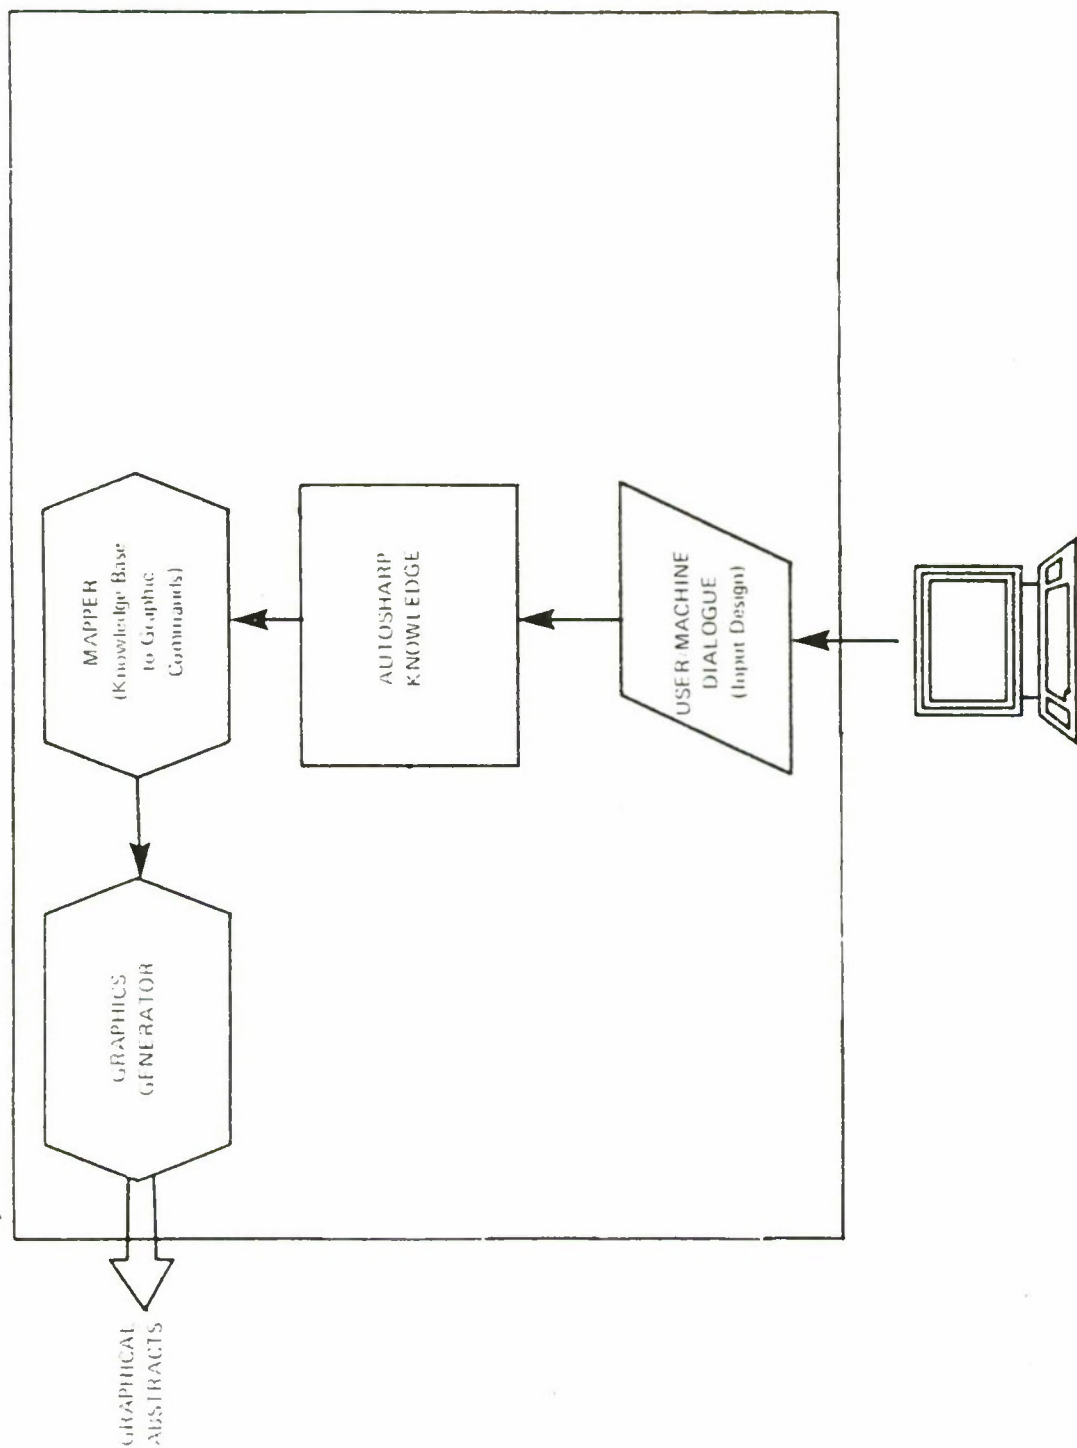 MAPPER
(Knowledge Base
to Graphic
Commands)
AUTOSHARP
KNOWLEDGE
USER/MACHINE
DIALOGUE
(Input Design)
GRAPHICS
GENERATOR
GRAPHICAL
ABSTRACTS